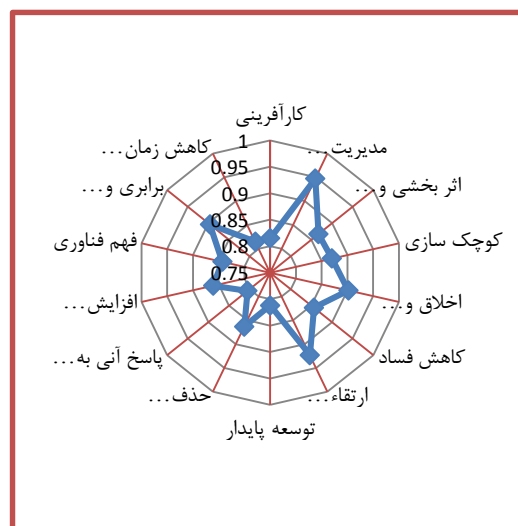 کارآفرینی
مدیریت...
اثر بخشی و...
کوچک سازی
اخلاق و...
کاهش فساد
ارتقاء...
توسعه پایدار
حذف...
پاسخ آنی به...
افزایش...
فهم فناوری
برابری و...
کاهش زمان...
1
0.95
0.9
0.85
0.8
0.75